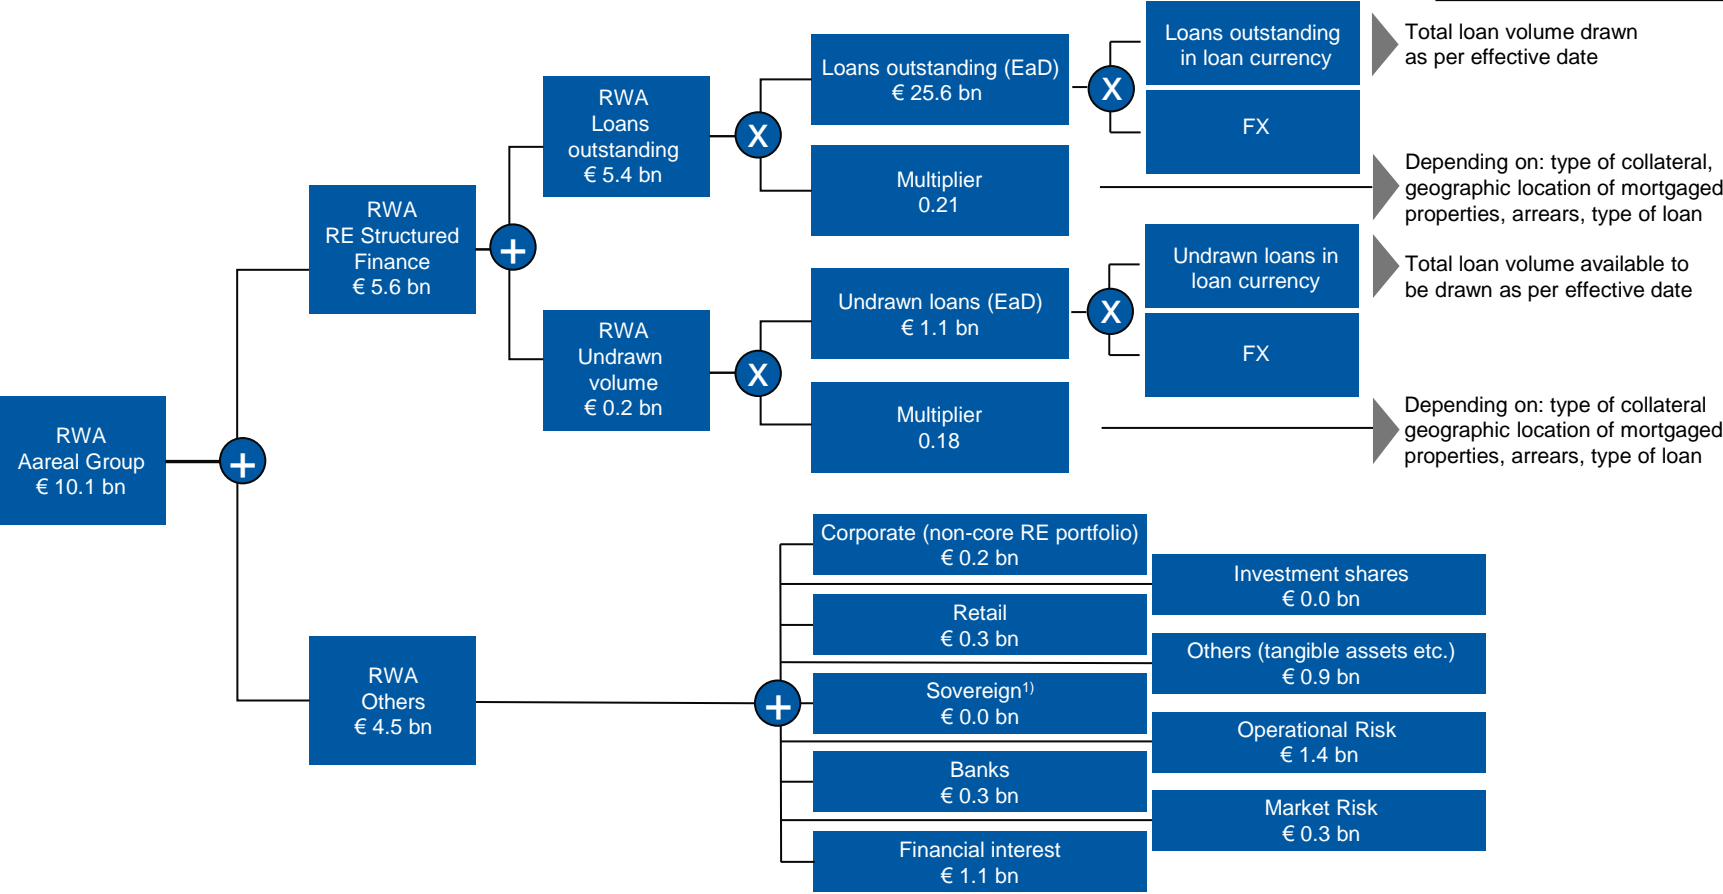 RWA
Aareal Group
€ 10.1 bn
+
RWA
RE Structured
Finance
€ 5.6 bn
+
RWA
Loans
outstanding
€ 5.4 bn
X
Loans outstanding (EaD)
€ 25.6 bn
X
Loans outstanding
in loan currency
Total loan volume drawn
as per effective date
FX
Multiplier
0.21
Depending on: type of collateral,
geographic location of mortgaged
properties, arrears, type of loan
RWA
Undrawn
volume
€ 0.2 bn
X
Undrawn loans (EaD)
€ 1.1 bn
X
Undrawn loans in
loan currency
Total loan volume available to
be drawn as per effective date
FX
Multiplier
0.18
Depending on: type of collateral
geographic location of mortgaged
properties, arrears, type of loan
RWA
Others
€ 4.5 bn
+
Corporate (non-core RE portfolio)
€ 0.2 bn
Investment shares
€ 0.0 bn
Retail
€ 0.3 bn
Others (tangible assets etc.)
€ 0.9 bn
Sovereign1)
€ 0.0 bn
Operational Risk
€ 1.4 bn
Banks
€ 0.3 bn
Market Risk
€ 0.3 bn
Financial interest
€ 1.1 bn